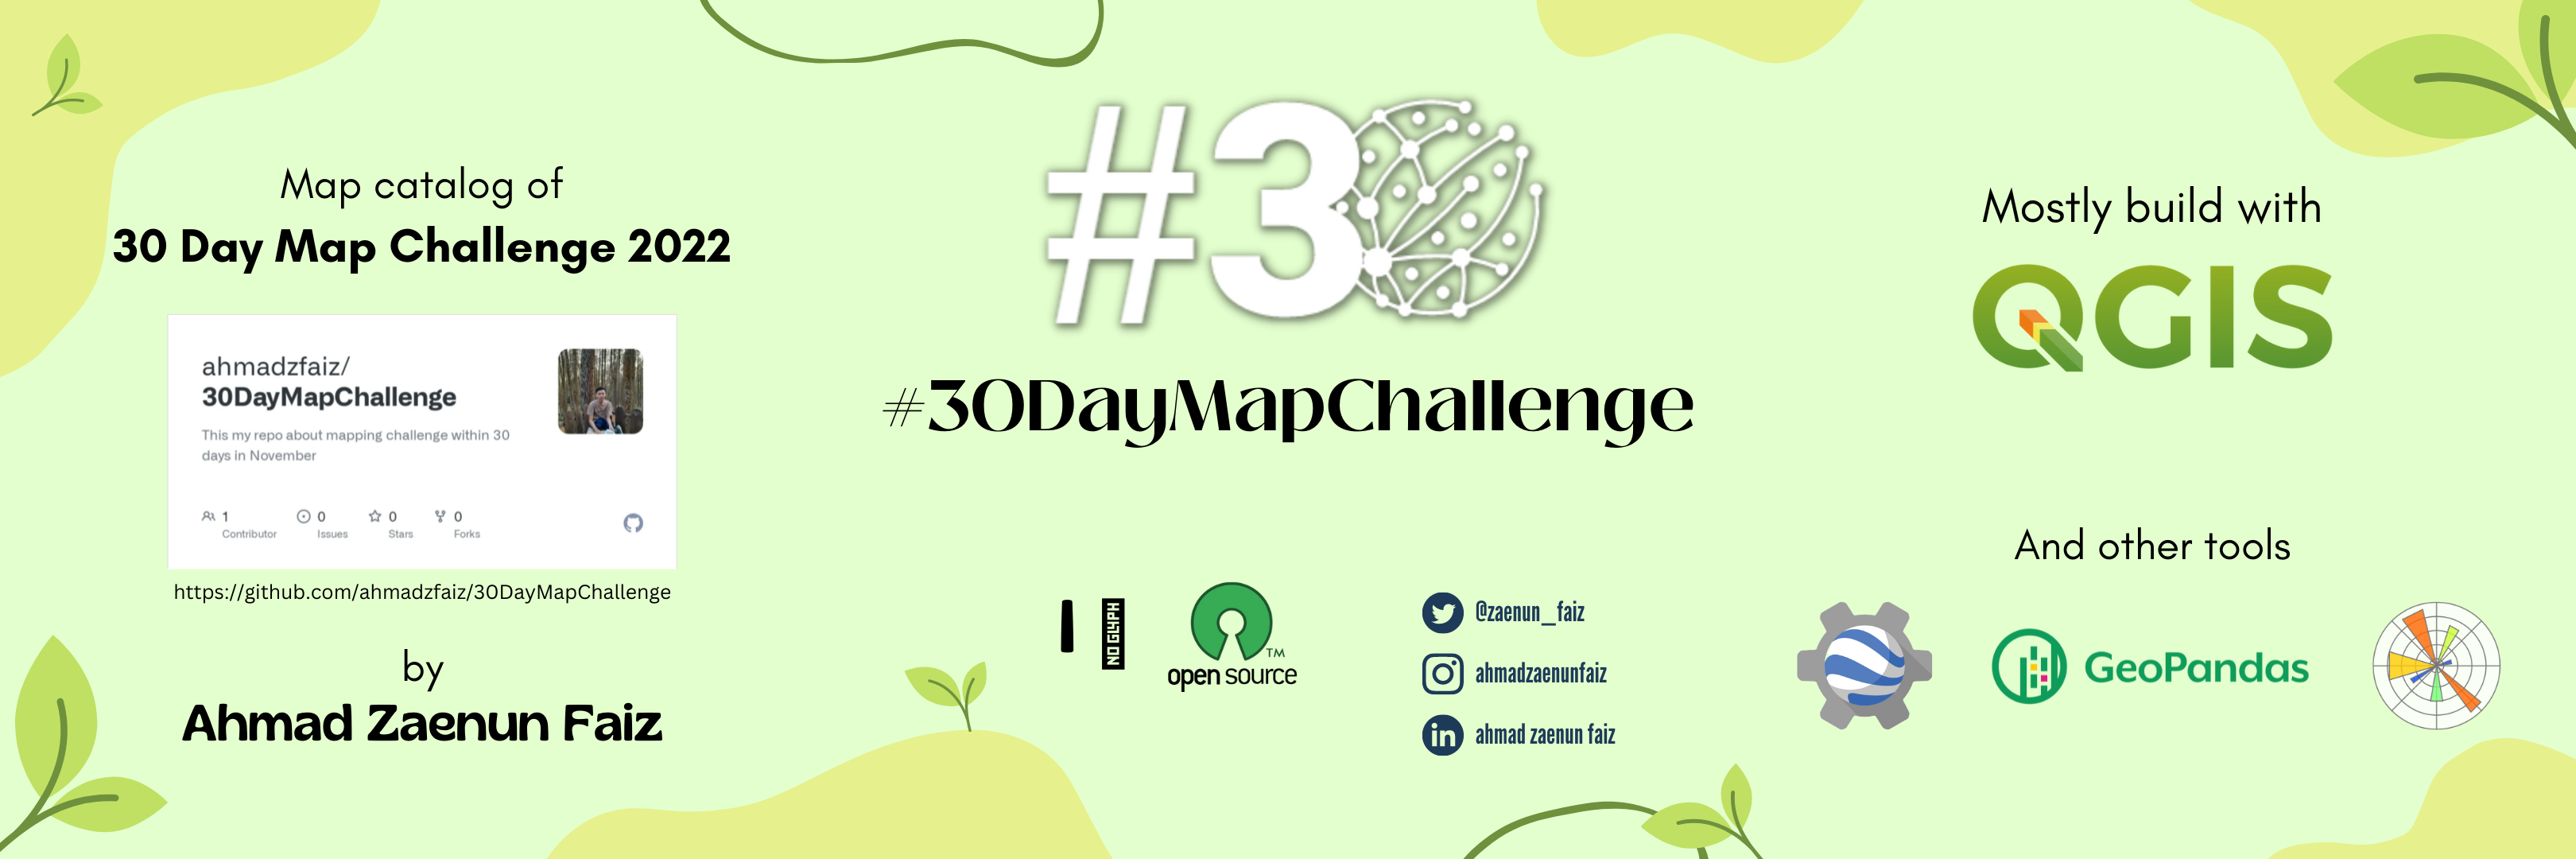 Map catalog of
30 Day Map Challenge 2022
ahmadzfaiz/
30DayMapChallenge
This my repo about mapping challenge within 30
days in November
1
Contributor
0
Issues
0
Stars
0
Forks
https://github.com/ahmadzfaiz/30DayMapChallenge
by
Ahmad Zaenun Faiz
#3
#30DayMapChallenge
NO GLYPH
open source
TM
@zaenun_faiz
ahmadzaenunfaiz
in
ahmad zaenun faiz
Mostly build with
QGIS
And other tools
GeoPandas